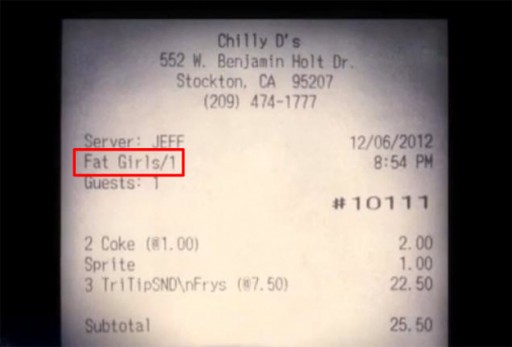 Chilly D's
552 W. Benjamin Holt Dr.
Stockton, CA 95207
(209) 474-1777
Server: JEFF 12/06/2012
Fat Girls/1 8:54 PM
Guests: 1
#10111
2 Coke (@1.00) 2.00
Sprite 1.00
3 TriTipSND\nFrys (@7.50) 22.50
Subtotal 25.50